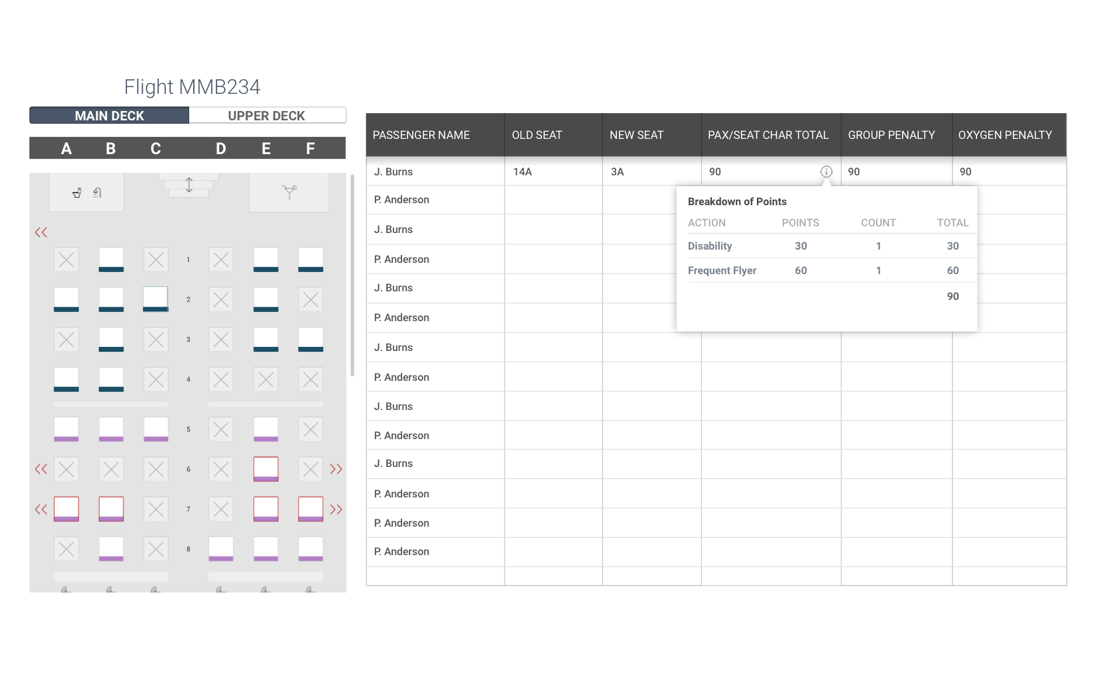 Flight MMB234
MAIN DECK UPPER DECK
A B C D E F
1
2
3
4
5
6
7
8
PASSENGER NAME OLD SEAT NEW SEAT PAX/SEAT CHAR TOTAL GROUP PENALTY OXYGEN PENALTY
J. Burns 14A 3A 90 90 90
P. Anderson
J. Burns
P. Anderson
J. Burns
P. Anderson
J. Burns
P. Anderson
J. Burns
P. Anderson
J. Burns
P. Anderson
P. Anderson
P. Anderson
Breakdown of Points
ACTION POINTS COUNT TOTAL
Disability 30 1 30
Frequent Flyer 60 1 60
90